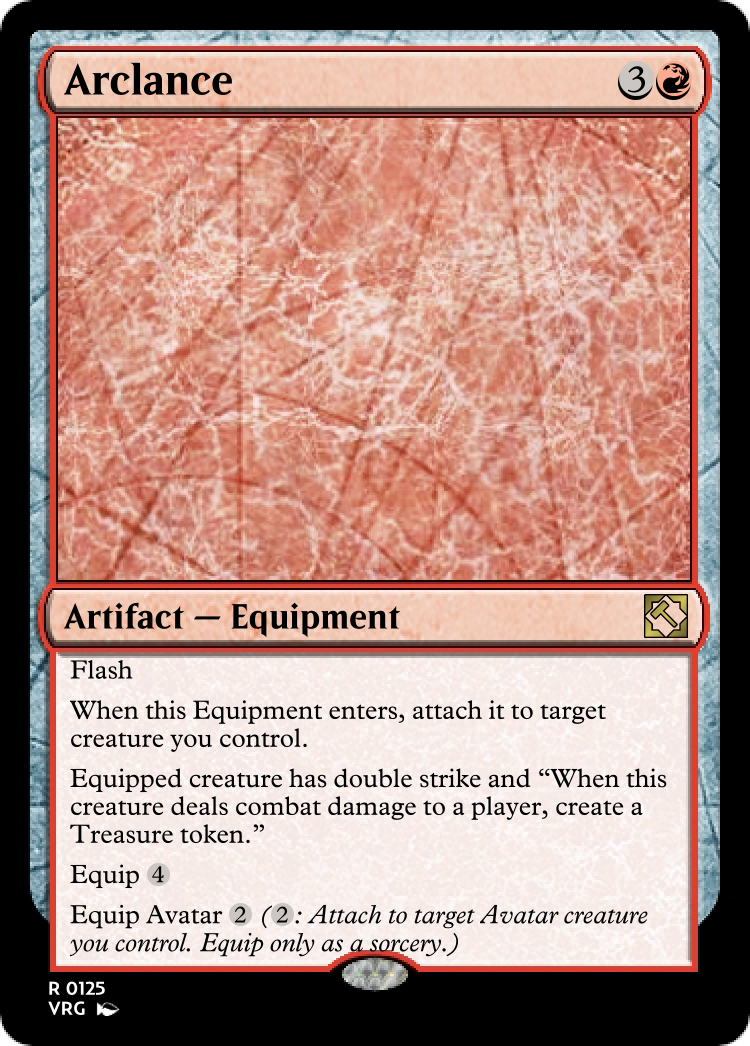 Arclance 3
Artifact — Equipment
Flash
When this Equipment enters, attach it to target
creature you control.
Equipped creature has double strike and “When this
creature deals combat damage to a player, create a
Treasure token.”
Equip 4
Equip Avatar 2 (2: Attach to target Avatar creature
you control. Equip only as a sorcery.)
R 0125
VRG